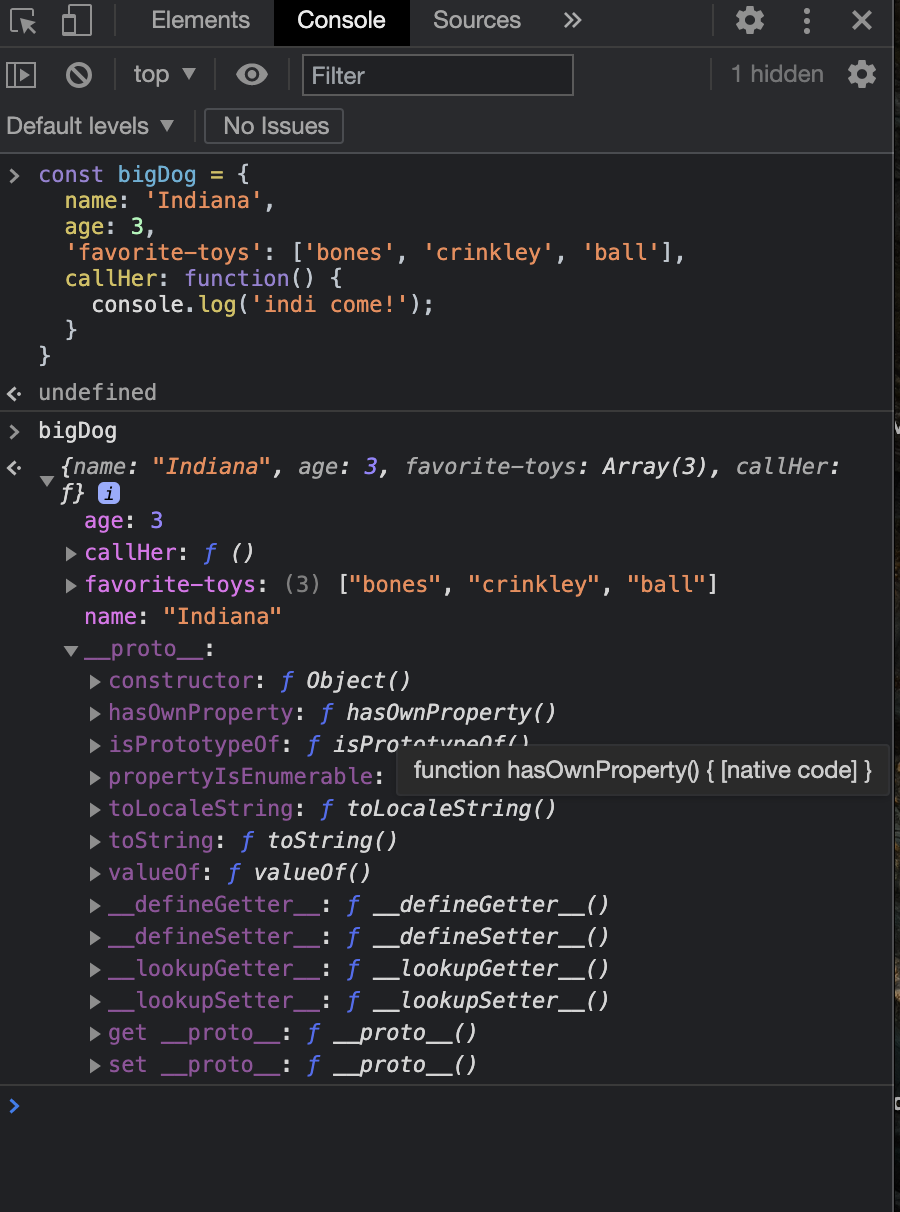 Elements Console Sources »
top ▼ Filter 1 hidden
Default levels ▼ No Issues
> const bigDog = {
name: 'Indiana',
age: 3,
'favorite-toys': ['bones', 'crinkley', 'ball'],
callHer: function() {
console.log('indi come!');
}
}
undefined
> bigDog
▼ {name: "Indiana", age: 3, favorite-toys: Array(3), callHer:
ƒ} i
age: 3
▶ callHer: ƒ ()
▶ favorite-toys: (3) ["bones", "crinkley", "ball"]
name: "Indiana"
▼ __proto__:
▶ constructor: ƒ Object()
▶ hasOwnProperty: ƒ hasOwnProperty()
▶ isPrototypeOf: ƒ isPrototypeOf()
▶ propertyIsEnumerable:
function hasOwnProperty() { [native code] }
▶ toLocaleString: ƒ toLocaleString()
▶ toString: ƒ toString()
▶ valueOf: ƒ valueOf()
▶ __defineGetter__: ƒ __defineGetter__()
▶ __defineSetter__: ƒ __defineSetter__()
▶ __lookupGetter__: ƒ __lookupGetter__()
▶ __lookupSetter__: ƒ __lookupSetter__()
▶ get __proto__: ƒ __proto__()
▶ set __proto__: ƒ __proto__()
>